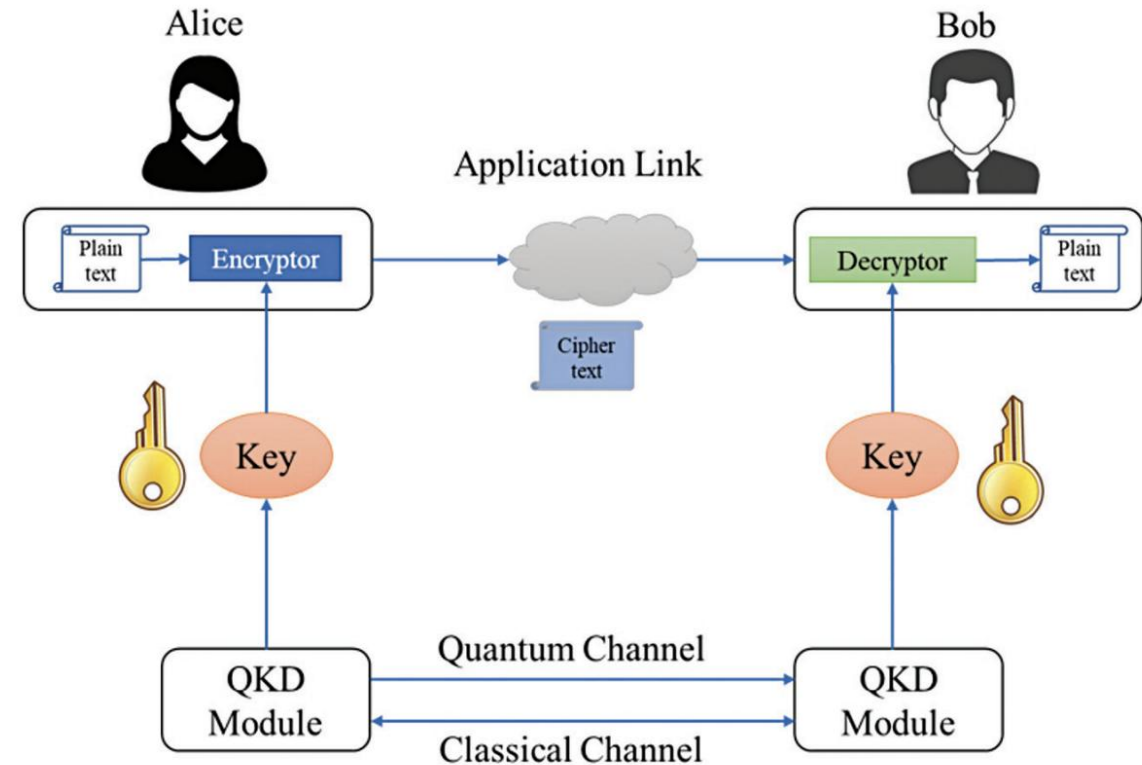 Alice
Bob
Application Link
Plain
text
Encryptor
Decryptor
Plain
text
Cipher
text
Key
Key
Quantum Channel
QKD
Module
QKD
Module
Classical Channel